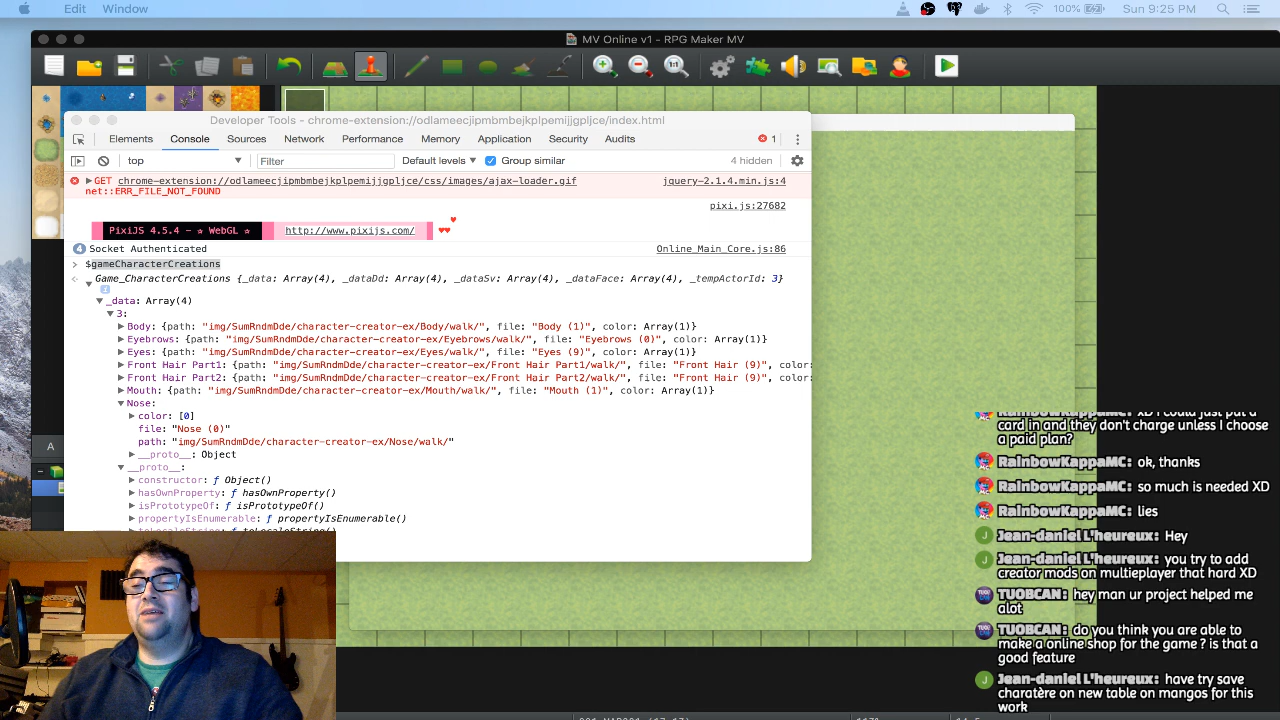 Edit Window 100% Sun 9:25 PM
MV Online v1 - RPG Maker MV
Developer Tools - chrome-extension://odlameecjipmbmbejkplpemijjgpljce/index.html
Elements Console Sources Network Performance Memory Application Security Audits 1
top Filter Default levels Group similar 4 hidden
GET chrome-extension://odlameecjipmbmbejkplpemijjgpljce/css/images/ajax-loader.gif jquery-2.1.4.min.js:4
net::ERR_FILE_NOT_FOUND
pixi.js:27682
PixiJS 4.5.4 - ✰ WebGL ✰ http://www.pixijs.com/ ♥♥♥
4 Socket Authenticated Online_Main_Core.js:86
> $gameCharacterCreations
Game_CharacterCreations {_data: Array(4), _dataDd: Array(4), _dataSv: Array(4), _dataFace: Array(4), _tempActorId: 3}
_data: Array(4)
3:
Body: {path: "img/SumRndmDde/character-creator-ex/Body/walk/", file: "Body (1)", color: Array(1)}
Eyebrows: {path: "img/SumRndmDde/character-creator-ex/Eyebrows/walk/", file: "Eyebrows (0)", color: Array(1)}
Eyes: {path: "img/SumRndmDde/character-creator-ex/Eyes/walk/", file: "Eyes (9)", color: Array(1)}
Front Hair Part1: {path: "img/SumRndmDde/character-creator-ex/Front Hair Part1/walk/", file: "Front Hair (9)", color:
Front Hair Part2: {path: "img/SumRndmDde/character-creator-ex/Front Hair Part2/walk/", file: "Front Hair (9)", color:
Mouth: {path: "img/SumRndmDde/character-creator-ex/Mouth/walk/", file: "Mouth (1)", color: Array(1)}
Nose:
color: [0]
file: "Nose (0)"
path: "img/SumRndmDde/character-creator-ex/Nose/walk/"
__proto__: Object
__proto__:
constructor: ƒ Object()
hasOwnProperty: ƒ hasOwnProperty()
isPrototypeOf: ƒ isPrototypeOf()
propertyIsEnumerable: ƒ propertyIsEnumerable()
A
RainbowKappaMC: XD I could just put a
card in and they don't charge unless I choose
a paid plan?
RainbowKappaMC: ok, thanks
RainbowKappaMC: so much is needed XD
RainbowKappaMC: lies
J Jean-daniel L'heureux: Hey
J Jean-daniel L'heureux: you try to add
creator mods on multieplayer that hard XD
TUOBCAN: hey man ur project helped me
alot
TUOBCAN: do you think you are able to
make a online shop for the game ? is that a
good feature
J Jean-daniel L'heureux: have try save
charatère on new table on mangos for this
work